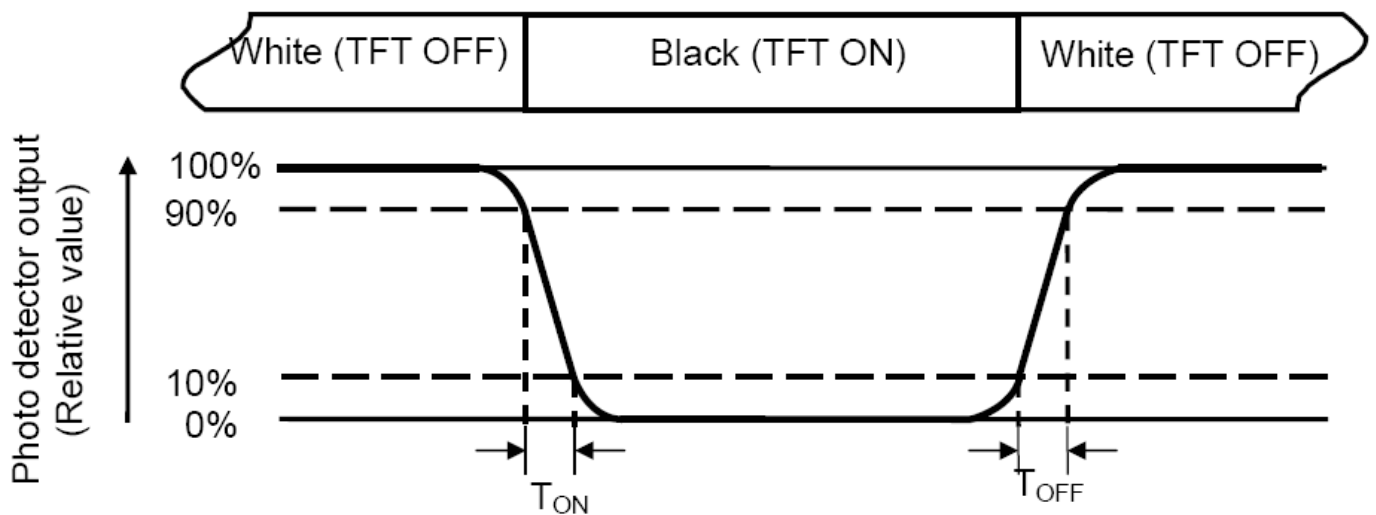 White (TFT OFF)
Black (TFT ON)
White (TFT OFF)
Photo detector output
(Relative value)
100%
90%
10%
0%
TON
TOFF